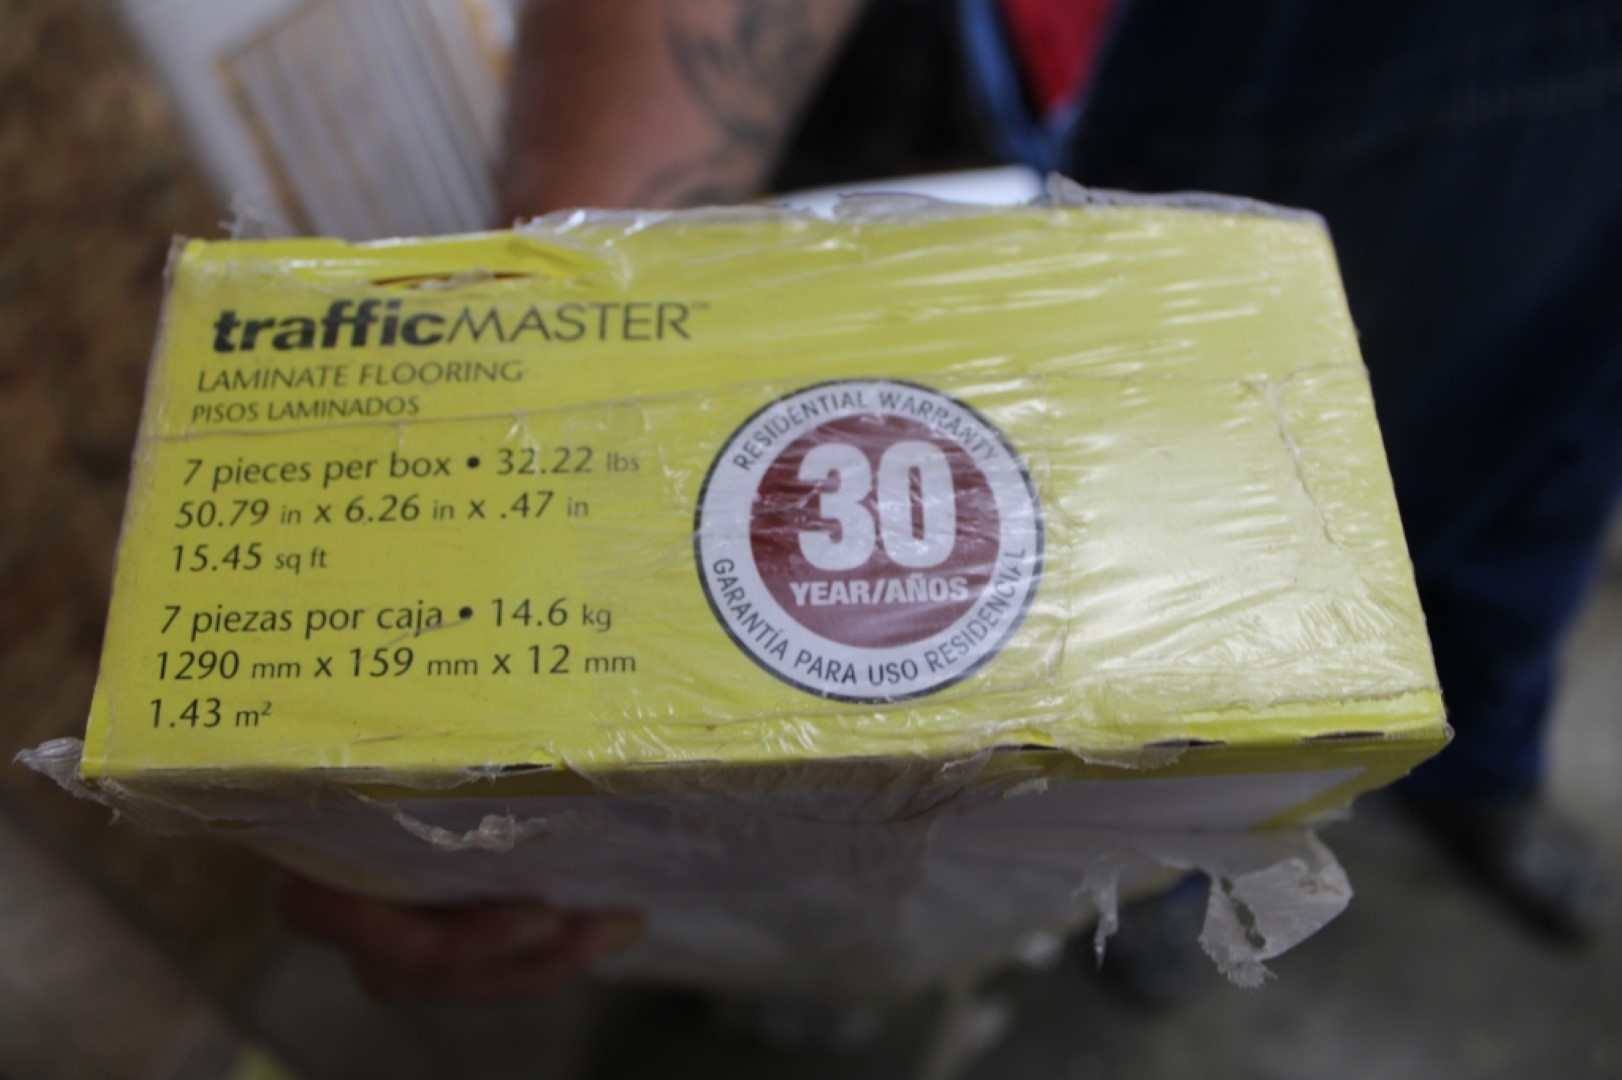 trafficMASTER™
LAMINATE FLOORING
PISOS LAMINADOS
7 pieces per box • 32.22 lbs
50.79 in x 6.26 in x .47 in
15.45 sq ft
7 piezas por caja • 14.6 kg
1290 mm x 159 mm x 12 mm
1.43 m²
RESIDENTIAL WARRANTY
30
YEAR/AÑOS
GARANTÍA PARA USO RESIDENCIAL